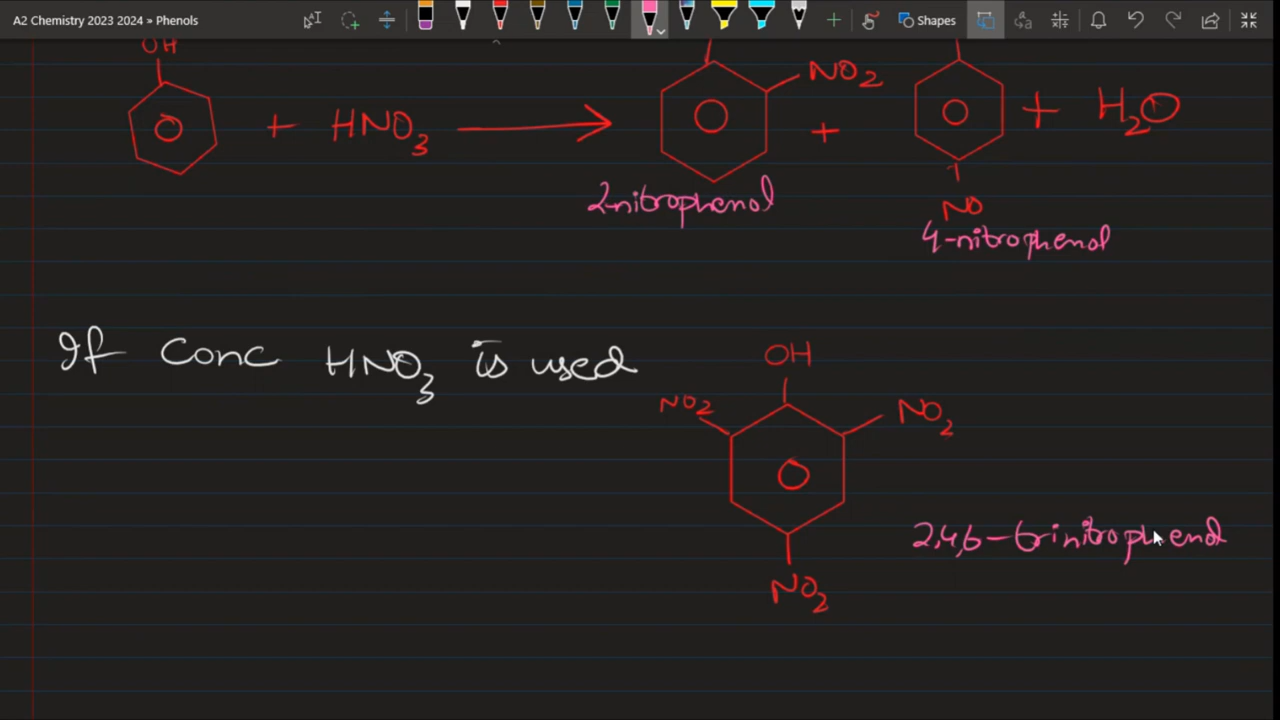 A2 Chemistry 2023 2024 » Phenols
Shapes
OH
+ HNO3 → NO2 + + H2O
NO
2-nitrophenol
4-nitrophenol
If Conc HNO3 is used
OH
NO2
NO2
2,4,6-trinitrophenol
NO2